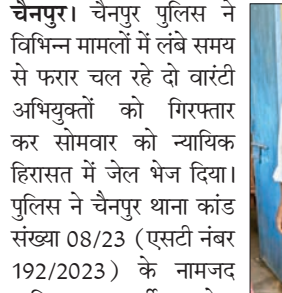 चैनपुर। चैनपुर पुलिस ने
विभिन्न मामलों में लंबे समय
से फरार चल रहे दो वारंटी
अभियुक्तों को गिरफ्तार
कर सोमवार को न्यायिक
हिरासत में जेल भेज दिया।
पुलिस ने चैनपुर थाना कांड
संख्या 08/23 (एसटी नंबर
192/2023) के नामजद